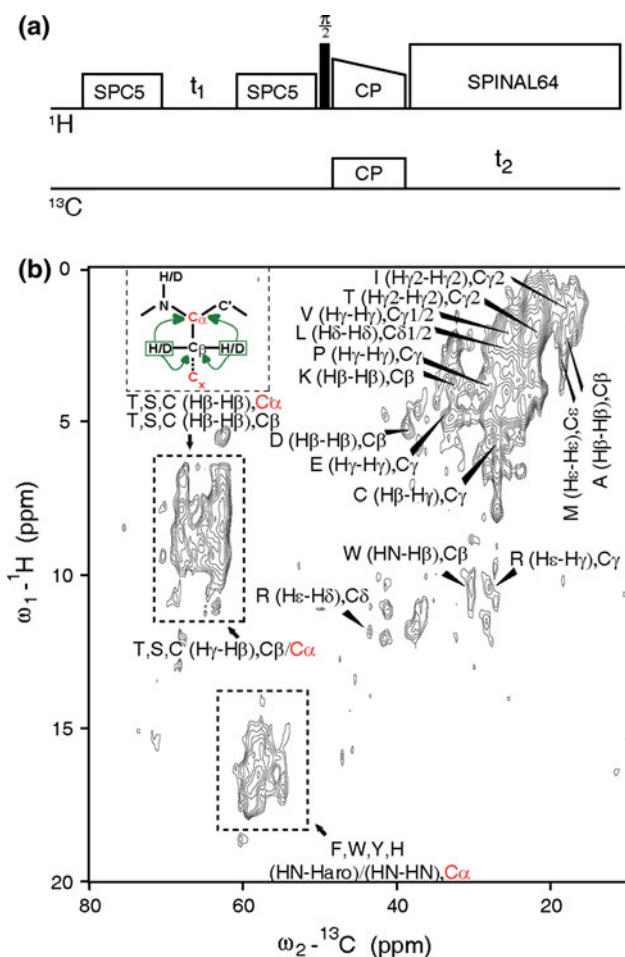 (a)
π/2
SPC5 t1 SPC5 CP SPINAL64
1H
CP t2
13C
(b)
H/D
N Cα C'
H/D Cβ H/D
Cx
I (Hγ2-Hγ2),Cγ2
T (Hγ2-Hγ2),Cγ2
V (Hγ-Hγ),Cγ1/2
L (Hδ-Hδ),Cδ1/2
P (Hγ-Hγ),Cγ
K (Hβ-Hβ),Cβ
T,S,C (Hβ-Hβ),Cα
T,S,C (Hβ-Hβ),Cβ
D (Hβ-Hβ),Cβ
E (Hγ-Hγ),Cγ
C (Hβ-Hγ),Cγ
M (Hε-Hε),Cε
A (Hβ-Hβ),Cβ
W (HN-Hβ),Cβ
R (Hε-Hγ),Cγ
R (Hε-Hδ),Cδ
T,S,C (Hγ-Hβ),Cβ/Cα
F,W,Y,H
(HN-Haro)/(HN-HN),Cα
0
5
10
15
20
ω1-1H (ppm)
80 60 40 20
ω2-13C (ppm)